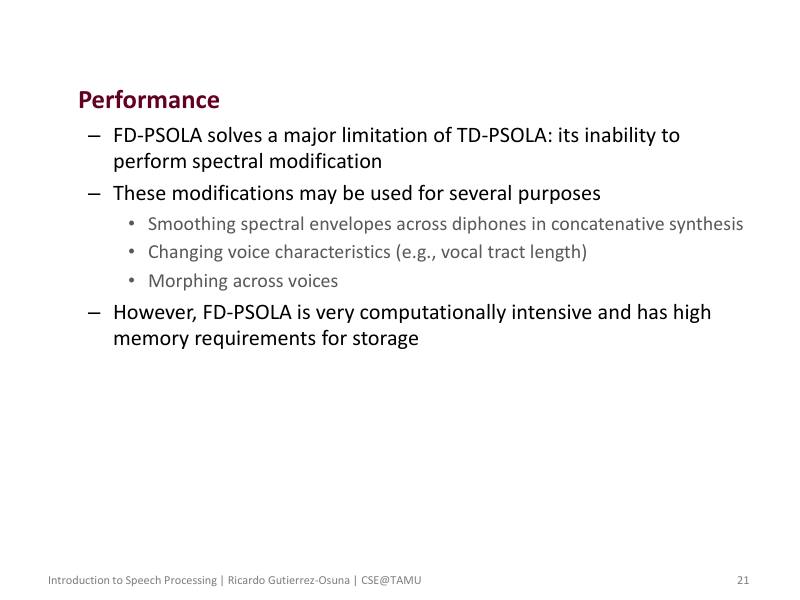 Performance
– FD-PSOLA solves a major limitation of TD-PSOLA: its inability to
perform spectral modification
– These modifications may be used for several purposes
• Smoothing spectral envelopes across diphones in concatenative synthesis
• Changing voice characteristics (e.g., vocal tract length)
• Morphing across voices
– However, FD-PSOLA is very computationally intensive and has high
memory requirements for storage
Introduction to Speech Processing | Ricardo Gutierrez-Osuna | CSE@TAMU 21